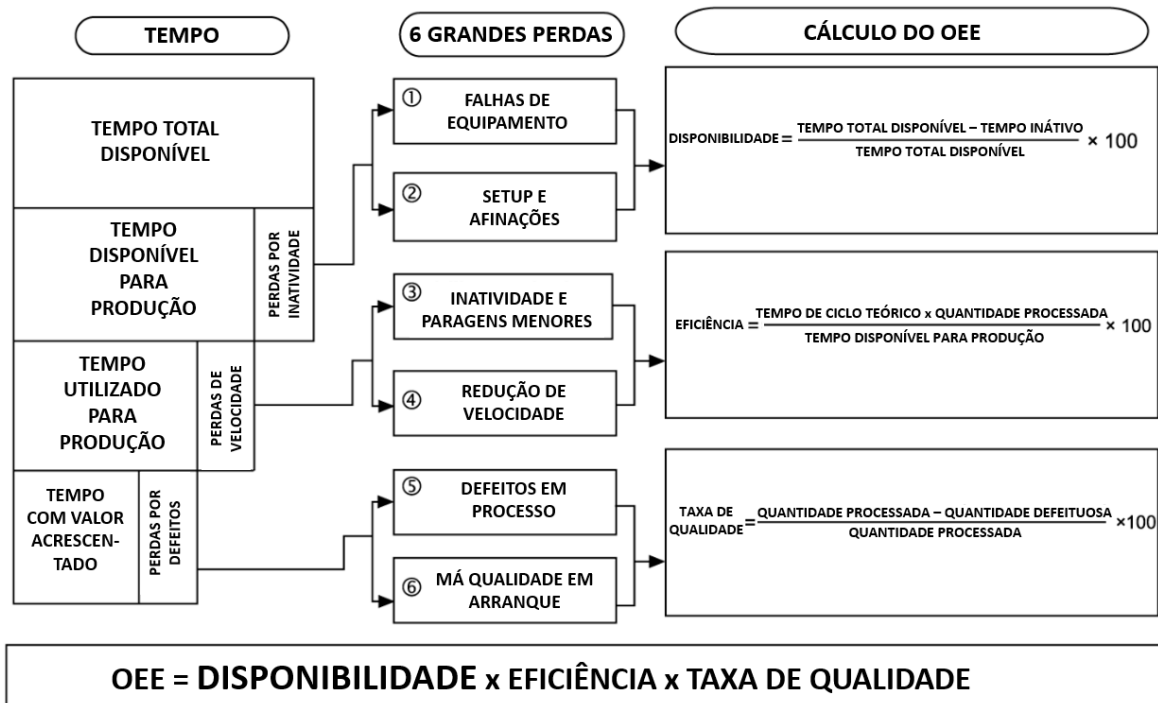 TEMPO
6 GRANDES PERDAS
CÁLCULO DO OEE
TEMPO TOTAL
DISPONÍVEL
TEMPO
DISPONÍVEL
PARA
PRODUÇÃO
PERDAS POR
INATIVIDADE
TEMPO
UTILIZADO
PARA
PRODUÇÃO
PERDAS DE
VELOCIDADE
TEMPO
COM VALOR
ACRESCEN-
TADO
PERDAS POR
DEFEITOS
① FALHAS DE
EQUIPAMENTO
② SETUP E
AFINAÇÕES
③ INATIVIDADE E
PARAGENS MENORES
④ REDUÇÃO DE
VELOCIDADE
⑤ DEFEITOS EM
PROCESSO
⑥ MÁ QUALIDADE EM
ARRANQUE
TEMPO TOTAL DISPONÍVEL – TEMPO INÁTIVO
DISPONIBILIDADE = × 100
TEMPO TOTAL DISPONÍVEL
TEMPO DE CICLO TEÓRICO x QUANTIDADE PROCESSADA
EFICIÊNCIA = × 100
TEMPO DISPONÍVEL PARA PRODUÇÃO
TAXA DE
QUALIDADE = ×100
QUANTIDADE PROCESSADA – QUANTIDADE DEFEITUOSA
QUANTIDADE PROCESSADA
OEE = DISPONIBILIDADE x EFICIÊNCIA x TAXA DE QUALIDADE